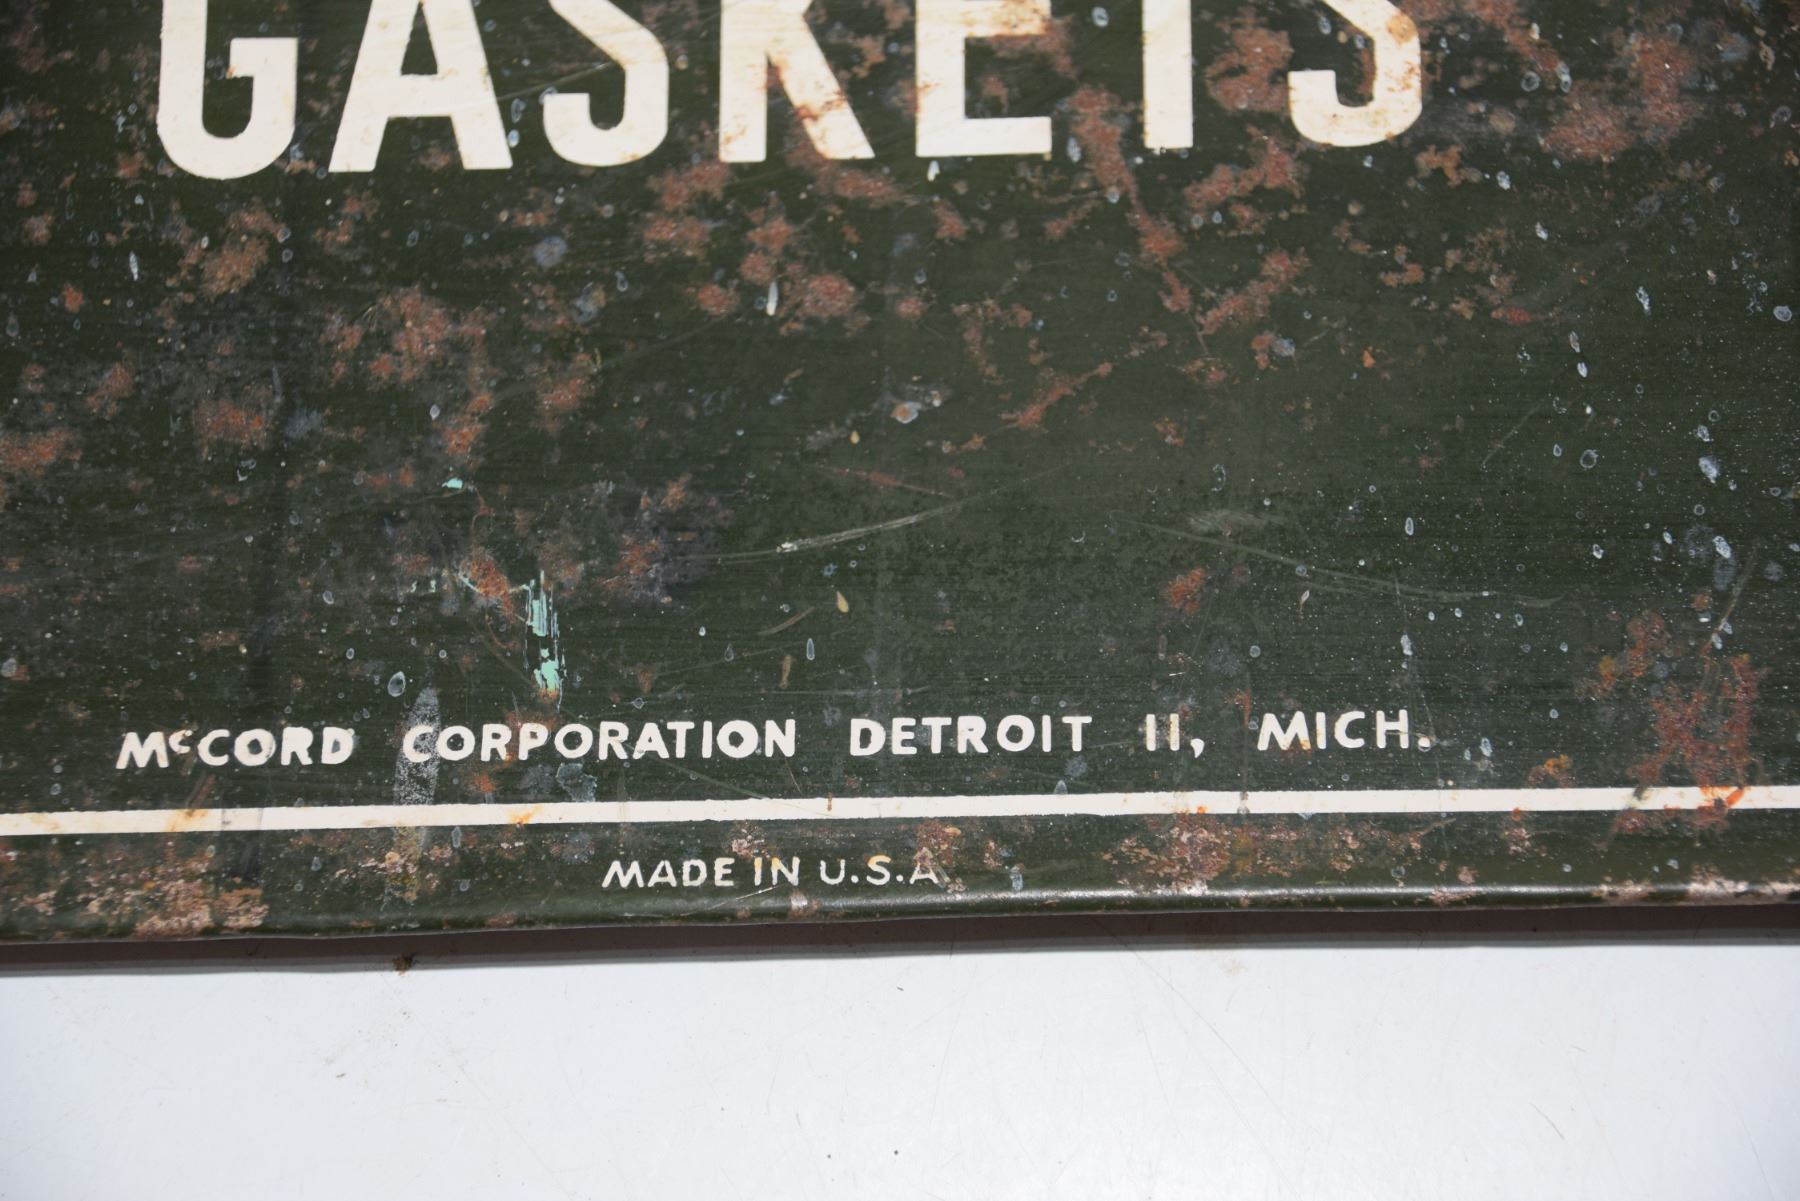 GASKETS
McCORD CORPORATION DETROIT 11, MICH.
MADE IN U.S.A